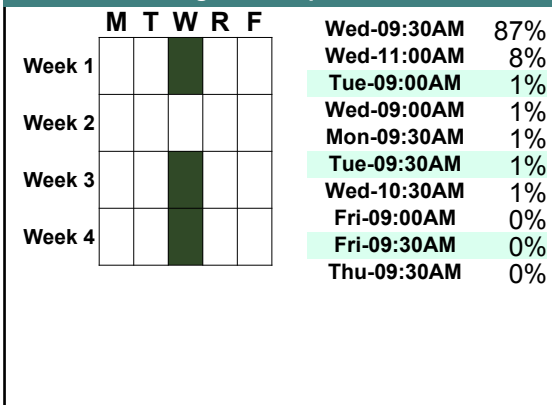 M T W R F
Week 1
Week 2
Week 3
Week 4
Wed-09:30AM 87%
Wed-11:00AM 8%
Tue-09:00AM 1%
Wed-09:00AM 1%
Mon-09:30AM 1%
Tue-09:30AM 1%
Wed-10:30AM 1%
Fri-09:00AM 0%
Fri-09:30AM 0%
Thu-09:30AM 0%